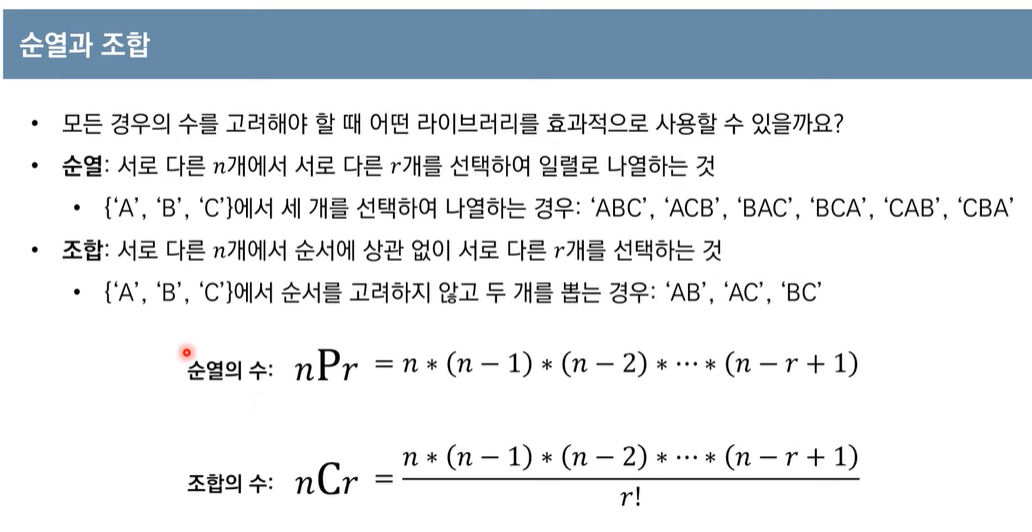 순열과 조합
• 모든 경우의 수를 고려해야 할 때 어떤 라이브러리를 효과적으로 사용할 수 있을까요?
• 순열: 서로 다른 n개에서 서로 다른 r개를 선택하여 일렬로 나열하는 것
• {‘A’, ‘B’, ‘C’}에서 세 개를 선택하여 나열하는 경우: ‘ABC’, ‘ACB’, ‘BAC’, ‘BCA’, ‘CAB’, ‘CBA’
• 조합: 서로 다른 n개에서 순서에 상관 없이 서로 다른 r개를 선택하는 것
• {‘A’, ‘B’, ‘C’}에서 순서를 고려하지 않고 두 개를 뽑는 경우: ‘AB’, ‘AC’, ‘BC’
순열의 수: nPr = n * (n − 1) * (n − 2) * ⋯ * (n − r + 1)
n * (n − 1) * (n − 2) * ⋯ * (n − r + 1)
조합의 수: nCr =
r!